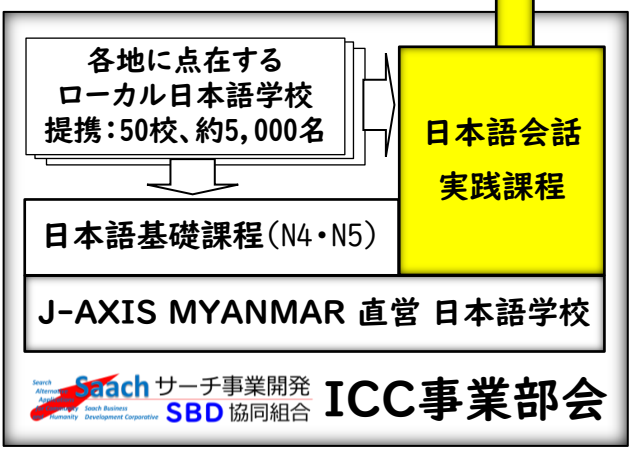 各地に点在する
ローカル日本語学校
提携:50校、約5,000名
日本語会話
実践課程
日本語基礎課程(N4・N5)
J-AXIS MYANMAR 直営 日本語学校
Search
Saach
サーチ事業開発
Saach Business
Humanity Development Corporative
SBD 協同組合
ICC事業部会